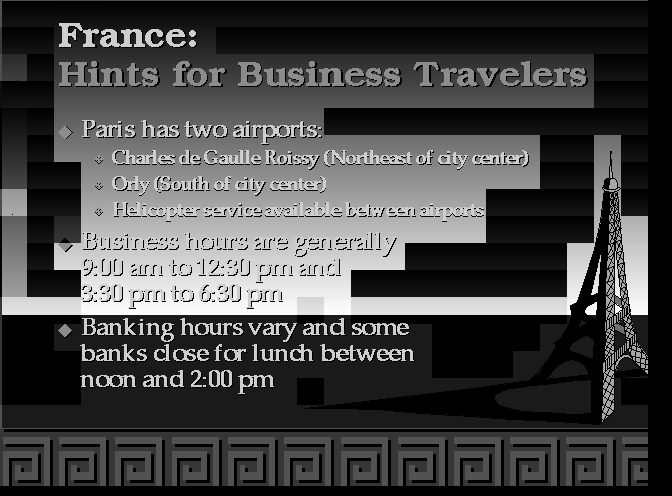 France:
Hints for Business Travelers
Paris has two airports:
Charles de Gaulle Roissy (Northeast of city center)
Orly (South of city center)
Helicopter service available between airports
Business hours are generally
9:00 am to 12:30 pm and
3:30 pm to 6:30 pm
Banking hours vary and some
banks close for lunch between
noon and 2:00 pm